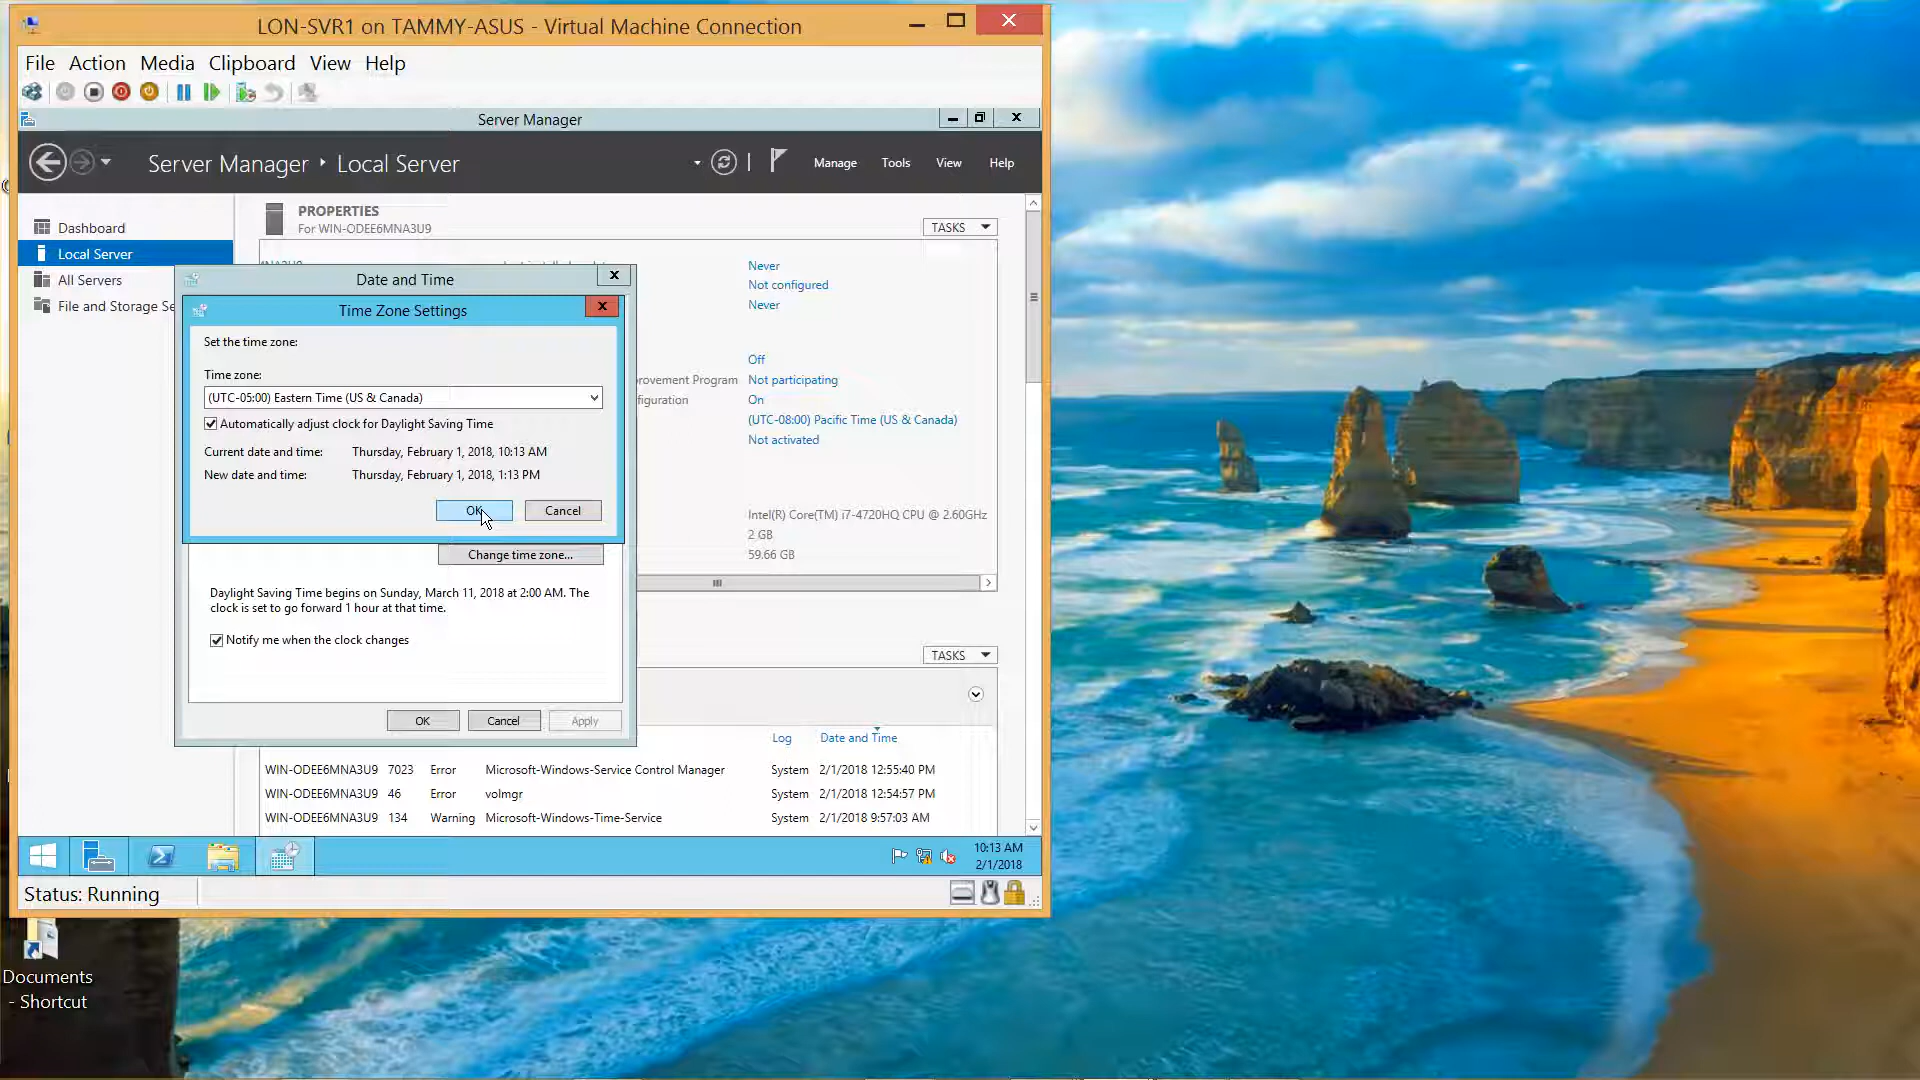 LON-SVR1 on TAMMY-ASUS - Virtual Machine Connection
File Action Media Clipboard View Help
Server Manager
Server Manager Local Server
Manage Tools View Help
Dashboard
Local Server
All Servers
File and Storage Se
PROPERTIES
For WIN-ODEE6MNA3U9
TASKS
Never
Not configured
Never
Off
rovement Program Not participating
figuration On
(UTC-08:00) Pacific Time (US & Canada)
Not activated
Intel(R) Core(TM) i7-4720HQ CPU @ 2.60GHz
2 GB
59.66 GB
Date and Time
Time Zone Settings
Set the time zone:
Time zone:
(UTC-05:00) Eastern Time (US & Canada)
Automatically adjust clock for Daylight Saving Time
Current date and time: Thursday, February 1, 2018, 10:13 AM
New date and time: Thursday, February 1, 2018, 1:13 PM
OK Cancel
Change time zone...
Daylight Saving Time begins on Sunday, March 11, 2018 at 2:00 AM. The
clock is set to go forward 1 hour at that time.
Notify me when the clock changes
OK Cancel Apply
TASKS
Log Date and Time
WIN-ODEE6MNA3U9 7023 Error Microsoft-Windows-Service Control Manager System 2/1/2018 12:55:40 PM
WIN-ODEE6MNA3U9 46 Error volmgr System 2/1/2018 12:54:57 PM
WIN-ODEE6MNA3U9 134 Warning Microsoft-Windows-Time-Service System 2/1/2018 9:57:03 AM
10:13 AM
2/1/2018
Status: Running
Documents
- Shortcut